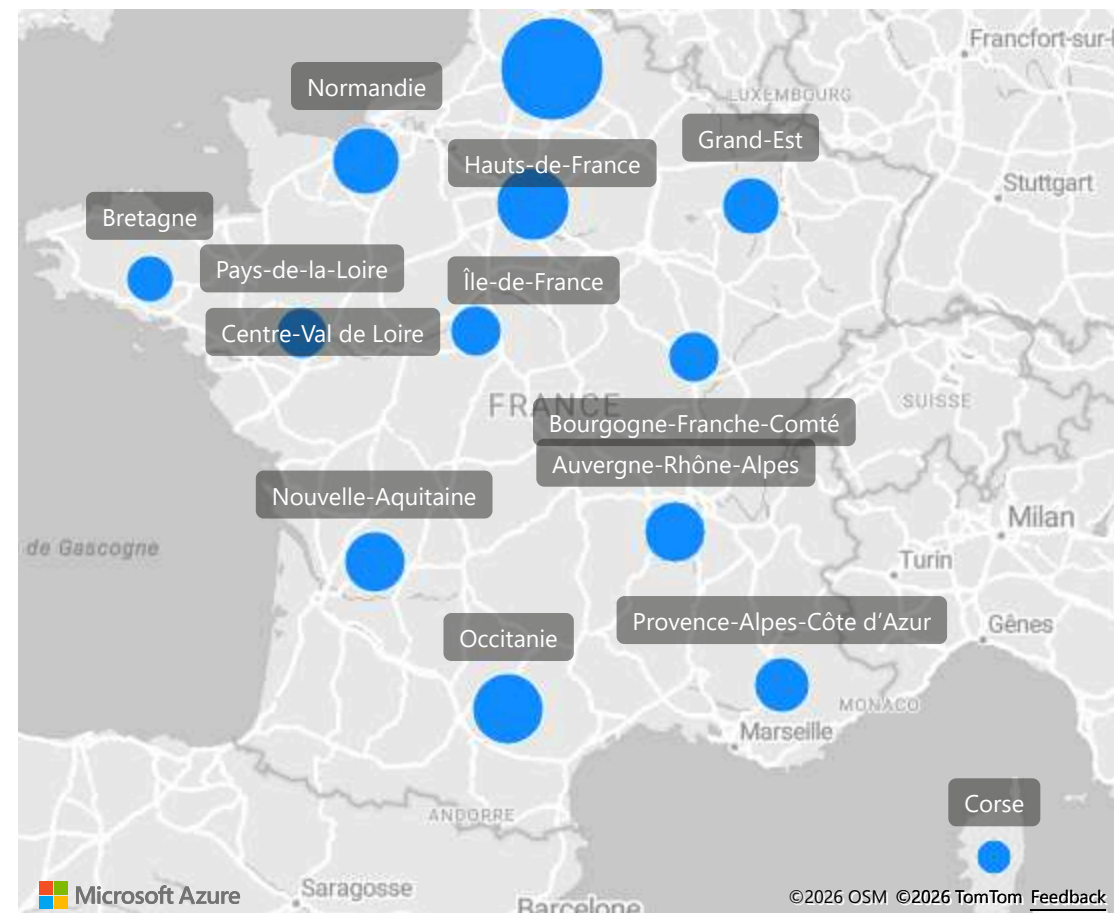 Francfort-sur-l
Normandie
LUXEMBOURG
Grand-Est
Hauts-de-France
Stuttgart
Bretagne
Pays-de-la-Loire
Île-de-France
Centre-Val de Loire
FRANCE
SUISSE
Bourgogne-Franche-Comté
Auvergne-Rhône-Alpes
Nouvelle-Aquitaine
Milan
de Gascogne
Turin
Provence-Alpes-Côte d’Azur
Gênes
Occitanie
MONACO
Marseille
Corse
ANDORRE
Microsoft Azure
Saragosse
Barcelone
©2026 OSM ©2026 TomTom Feedback